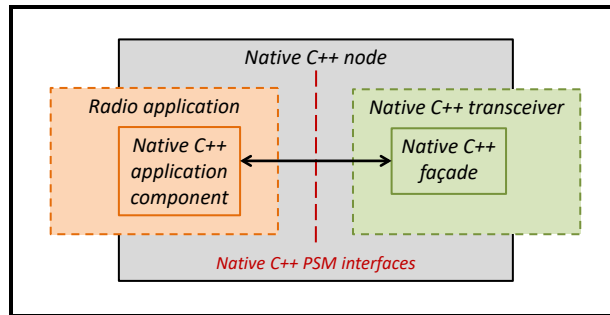 Native C++ node
Radio application
Native C++ transceiver
Native C++
application
component
Native C++
façade
Native C++ PSM interfaces